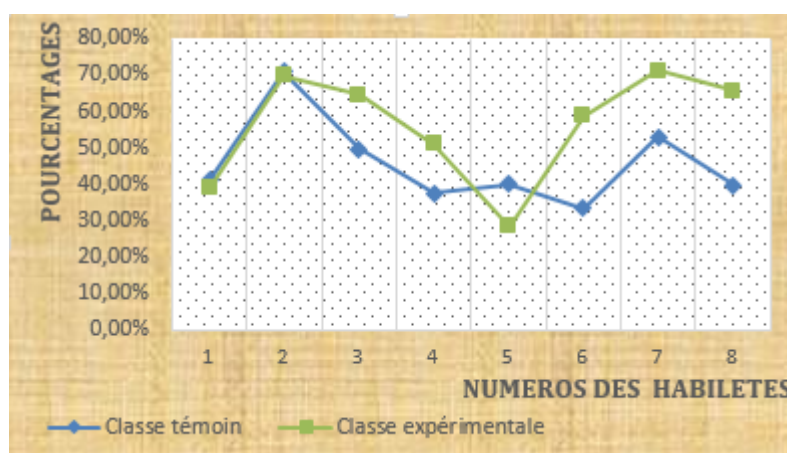 POURCENTAGES
80,00%
70,00%
60,00%
50,00%
40,00%
30,00%
20,00%
10,00%
0,00%
1 2 3 4 5 6 7 8
NUMEROS DES HABILETES
Classe témoin Classe expérimentale